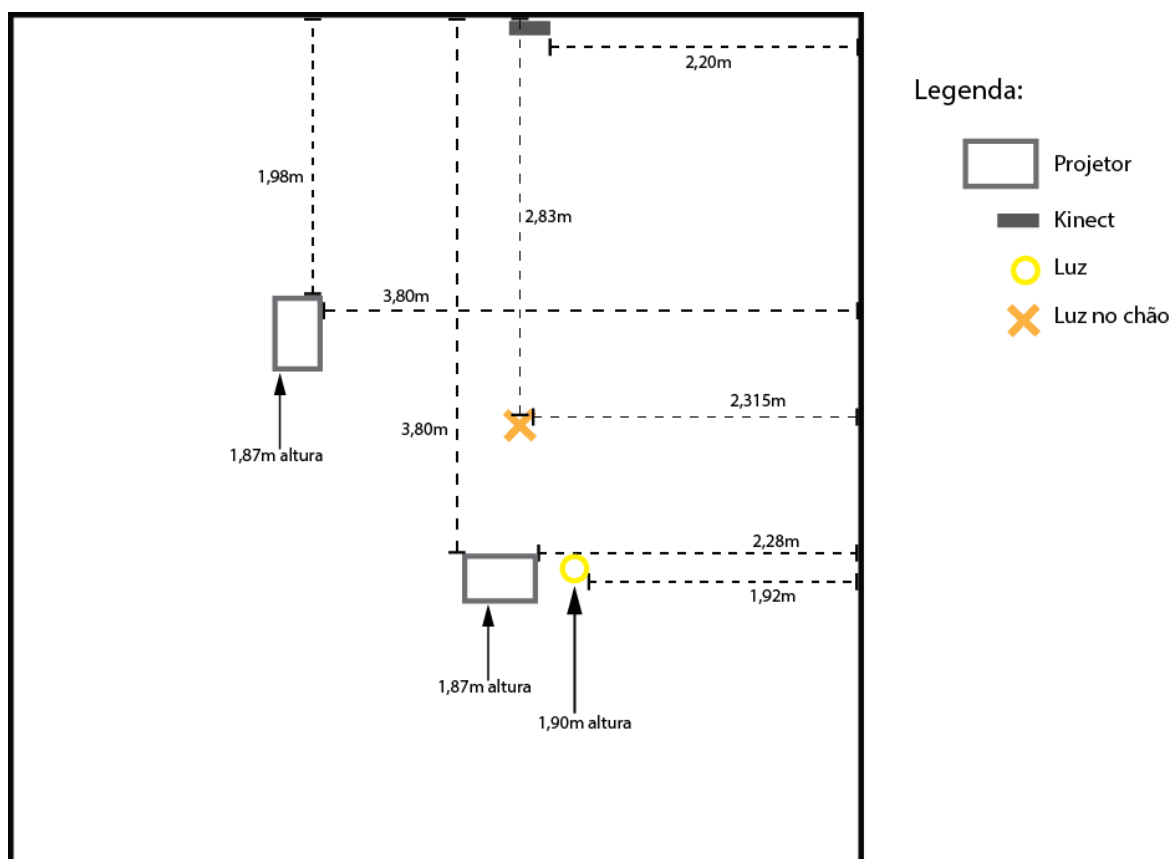 2,20m
Legenda:
Projetor
Kinect
Luz
Luz no chão
1,98m
2,83m
3,80m
2,315m
3,80m
1,87m altura
2,28m
1,92m
1,87m altura
1,90m altura